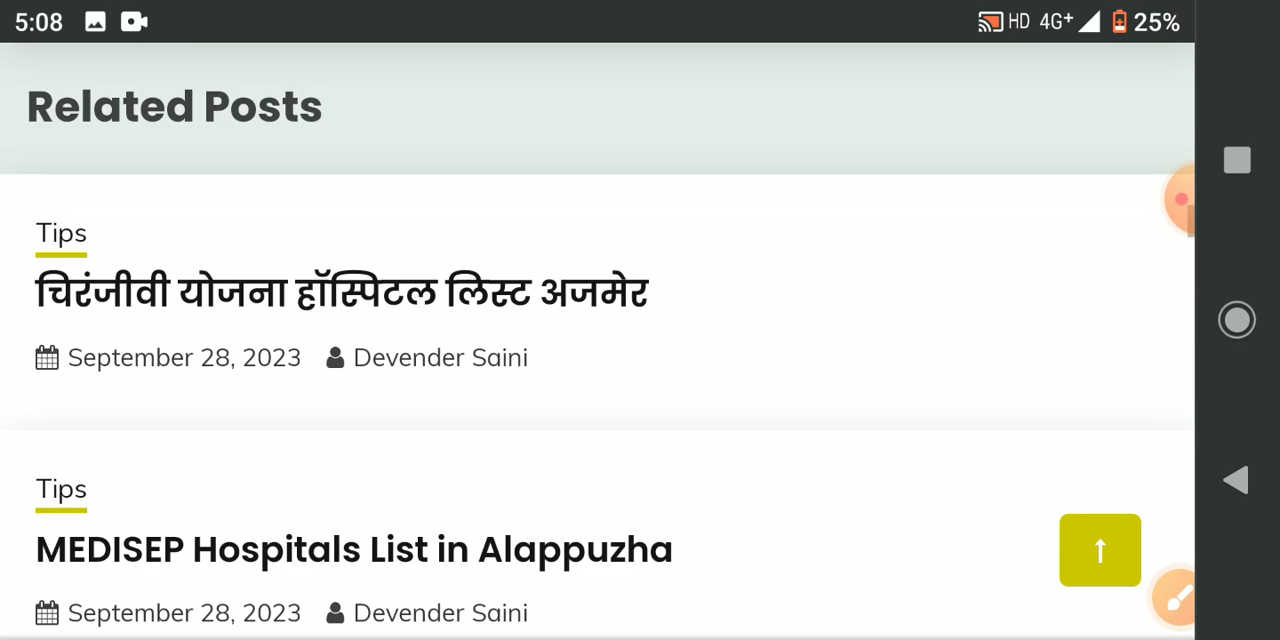 5:08 HD 4G+ 25%
Related Posts
Tips
चिरंजीवी योजना हॉस्पिटल लिस्ट अजमेर
September 28, 2023 Devender Saini
Tips
MEDISEP Hospitals List in Alappuzha
September 28, 2023 Devender Saini